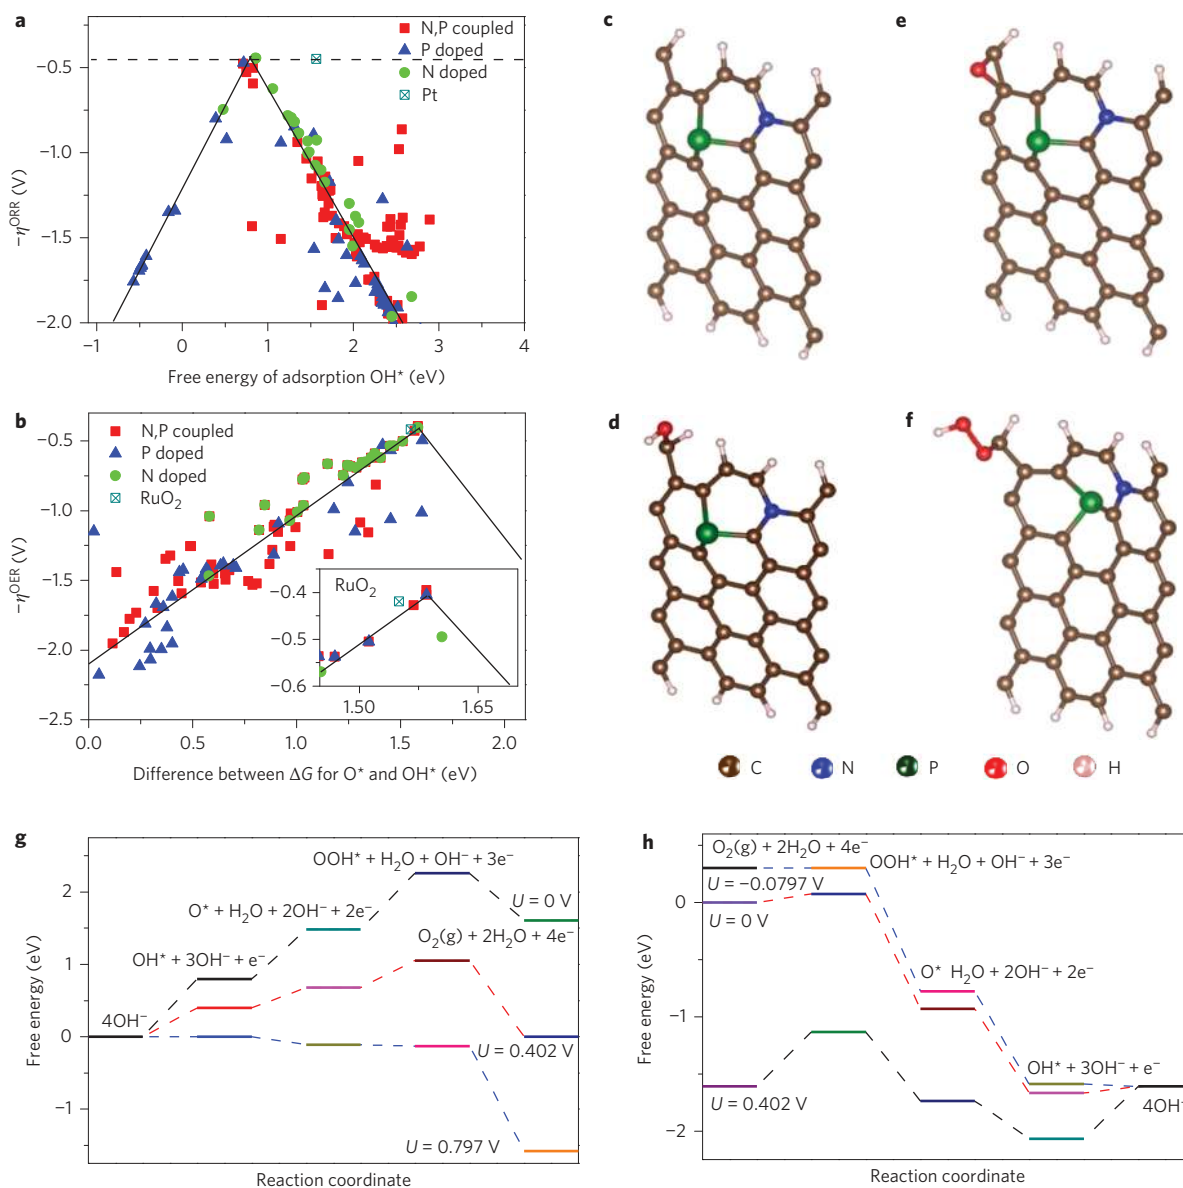 a
N,P coupled
P doped
N doped
Pt
−0.5
−1.0
−1.5
−2.0
−η^ORR (V)
−1 0 1 2 3 4
Free energy of adsorption OH* (eV)
b
N,P coupled
P doped
N doped
RuO₂
−0.5
−1.0
−1.5
−2.0
−2.5
−η^OER (V)
RuO₂
−0.4
−0.5
−0.6
1.50 1.65
0.0 0.5 1.0 1.5 2.0
Difference between ΔG for O* and OH* (eV)
c
e
d
f
C N P O H
g
2
1
0
−1
Free energy (eV)
OOH* + H₂O + OH⁻ + 3e⁻
U = 0 V
O* + H₂O + 2OH⁻ + 2e⁻
O₂(g) + 2H₂O + 4e⁻
OH* + 3OH⁻ + e⁻
4OH⁻
U = 0.402 V
U = 0.797 V
Reaction coordinate
h
0
−1
−2
Free energy (eV)
O₂(g) + 2H₂O + 4e⁻
OOH* + H₂O + OH⁻ + 3e⁻
U = −0.0797 V
U = 0V
O* H₂O + 2OH⁻ + 2e⁻
OH* + 3OH⁻ + e⁻
4OH⁻
U = 0.402 V
Reaction coordinate